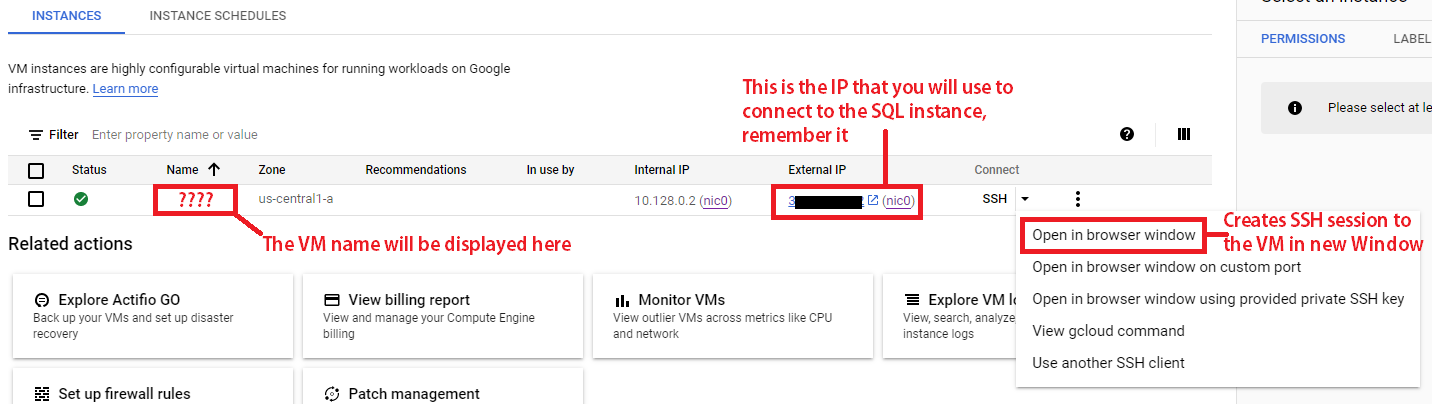 Select an instance
INSTANCES INSTANCE SCHEDULES
PERMISSIONS LABEL
VM instances are highly configurable virtual machines for running workloads on Google
infrastructure. Learn more
This is the IP that you will use to
connect to the SQL instance,
remember it
Please select at le
Filter Enter property name or value
Status Name Zone Recommendations In use by Internal IP External IP Connect
???? us-central1-a 10.128.0.2 (nic0) 3 (nic0) SSH
The VM name will be displayed here
Creates SSH session to
the VM in new Window
Open in browser window
Open in browser window on custom port
Open in browser window using provided private SSH key
View gcloud command
Use another SSH client
Related actions
Explore Actifio GO
Back up your VMs and set up disaster
recovery
View billing report
View and manage your Compute Engine
billing
Monitor VMs
View outlier VMs across metrics like CPU
and network
Explore VM lo
View, search, analyze
instance logs
Set up firewall rules
Patch management